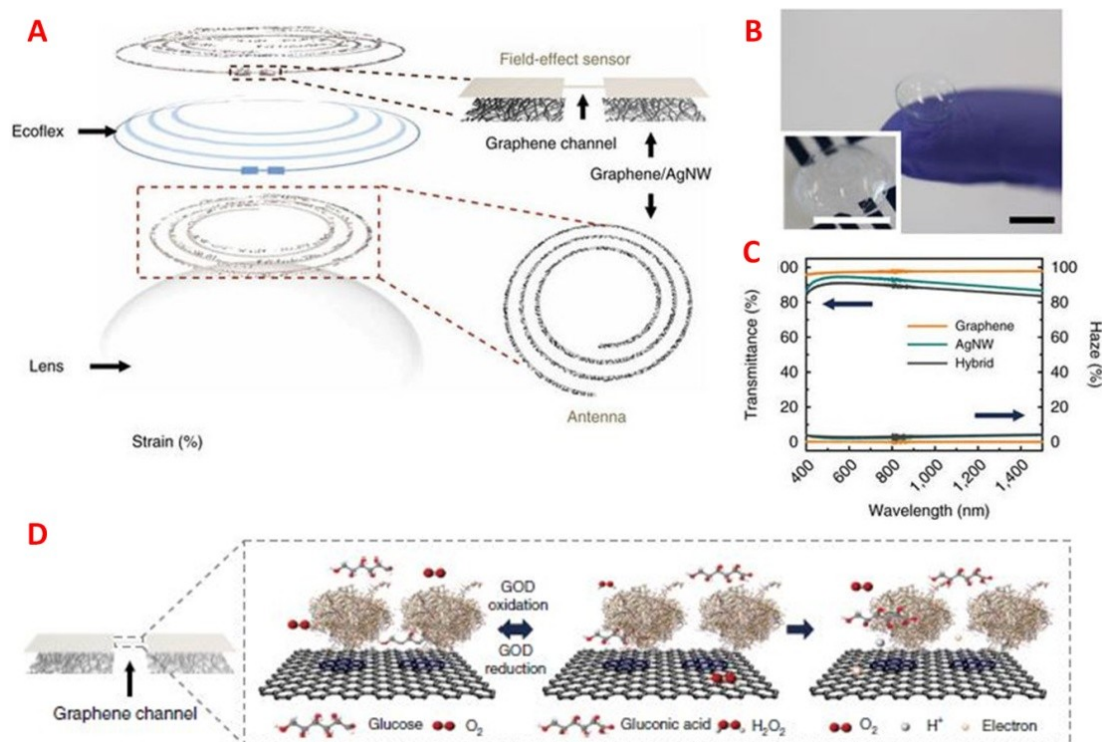 A
Field-effect sensor
Ecoflex
Graphene channel
Graphene/AgNW
Lens
Antenna
Strain (%)
B
C
00
80
60
40
20
0
Transmittance (%)
100
80
60
40
20
0
Haze (%)
Graphene
AgNW
Hybrid
400
600
800
1,000
1,200
1,400
Wavelength (nm)
D
GOD
oxidation
GOD
reduction
Graphene channel
Glucose
O2
Gluconic acid
H2O2
O2
H+
Electron